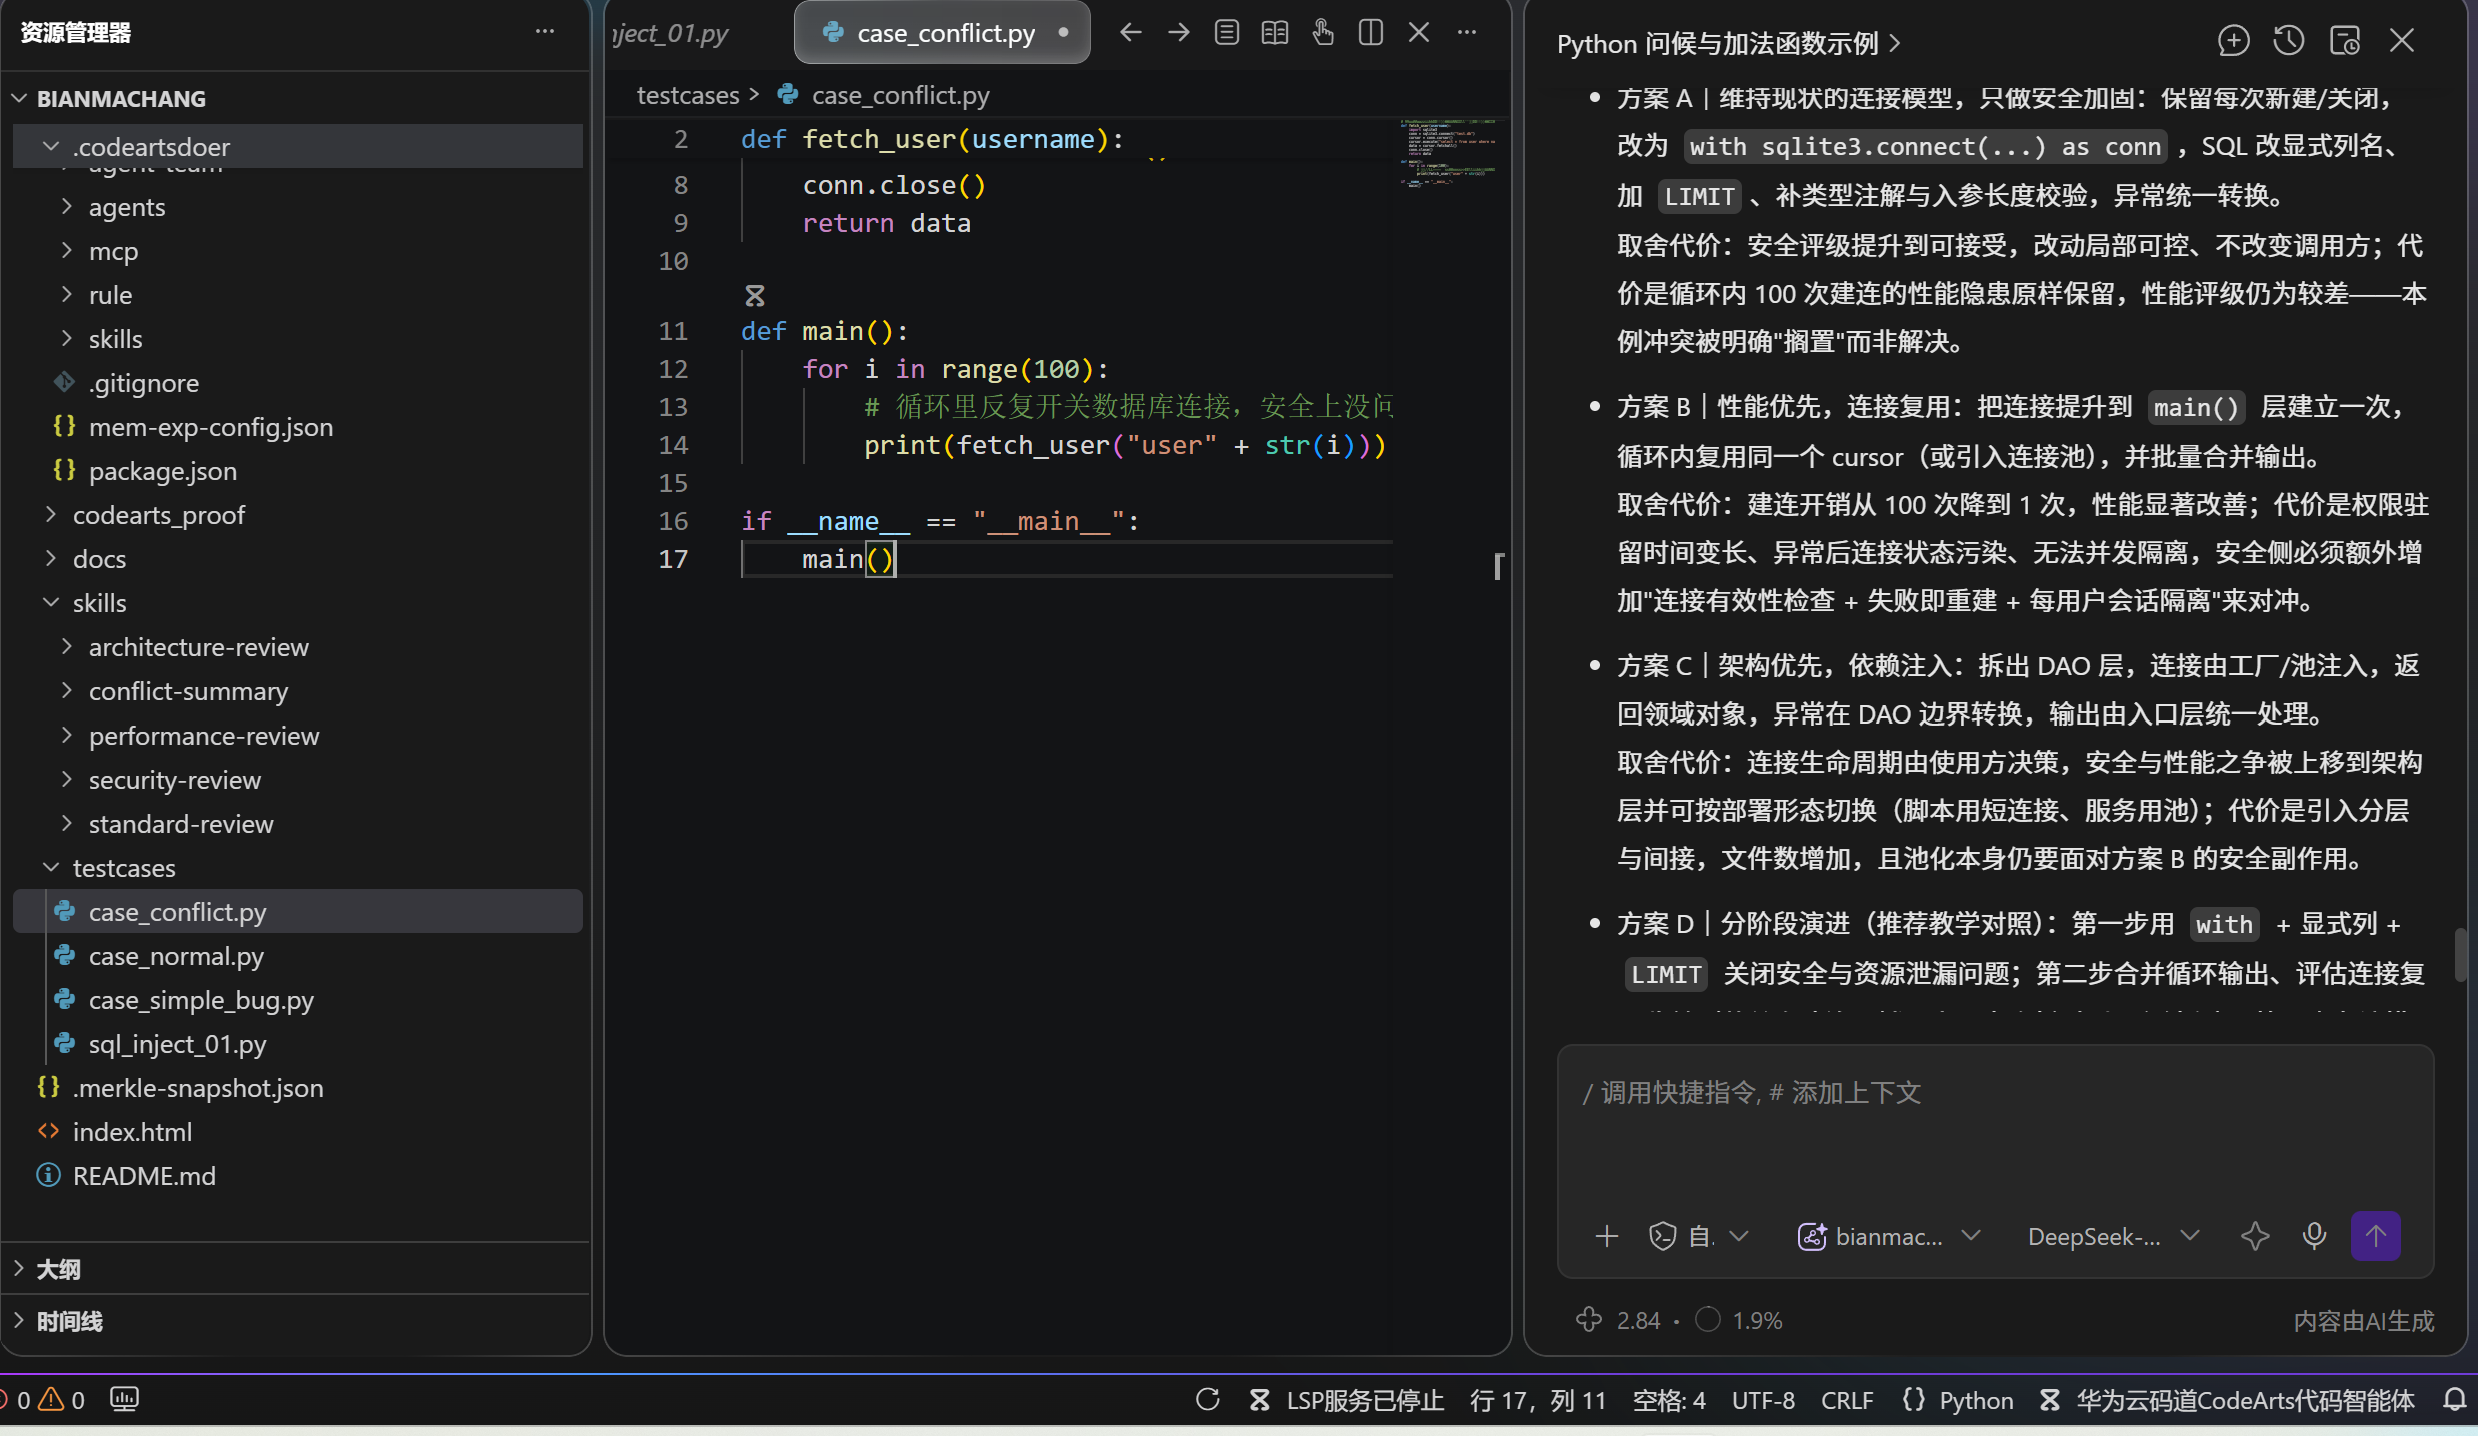 资源管理器
···
BIANMACHANG
.codeartsdoer
agent-team
agents
mcp
rule
skills
.gitignore
mem-exp-config.json
package.json
codearts_proof
docs
skills
architecture-review
conflict-summary
performance-review
security-review
standard-review
testcases
case_conflict.py
case_normal.py
case_simple_bug.py
sql_inject_01.py
.merkle-snapshot.json
index.html
README.md
大纲
时间线
ject_01.py
case_conflict.py
testcases > case_conflict.py
2 def fetch_user(username):
8 conn.close()
9 return data
10
11 def main():
12 for i in range(100):
13 # 循环里反复开关数据库连接，安全上没问
14 print(fetch_user("user" + str(i)))
15
16 if __name__ == "__main__":
17 main()
Python 问候与加法函数示例 >
• 方案 A｜维持现状的连接模型，只做安全加固：保留每次新建/关闭，
改为 with sqlite3.connect(...) as conn ，SQL 改显式列名、
加 LIMIT 、补类型注解与入参长度校验，异常统一转换。
取舍代价：安全评级提升到可接受，改动局部可控、不改变调用方；代
价是循环内 100 次建连的性能隐患原样保留，性能评级仍为较差——本
例冲突被明确"搁置"而非解决。
• 方案 B｜性能优先，连接复用：把连接提升到 main() 层建立一次，
循环内复用同一个 cursor（或引入连接池），并批量合并输出。
取舍代价：建连开销从 100 次降到 1 次，性能显著改善；代价是权限驻
留时间变长、异常后连接状态污染、无法并发隔离，安全侧必须额外增
加"连接有效性检查 + 失败即重建 + 每用户会话隔离"来对冲。
• 方案 C｜架构优先，依赖注入：拆出 DAO 层，连接由工厂/池注入，返
回领域对象，异常在 DAO 边界转换，输出由入口层统一处理。
取舍代价：连接生命周期由使用方决策，安全与性能之争被上移到架构
层并可按部署形态切换（脚本用短连接、服务用池）；代价是引入分层
与间接，文件数增加，且池化本身仍要面对方案 B 的安全副作用。
• 方案 D｜分阶段演进（推荐教学对照）：第一步用 with + 显式列 +
LIMIT 关闭安全与资源泄漏问题；第二步合并循环输出、评估连接复
/ 调用快捷指令, # 添加上下文
自. bianmac... DeepSeek-...
2.84 • 1.9%
内容由AI生成
0 0
LSP服务已停止 行 17，列 11 空格: 4 UTF-8 CRLF {} Python 华为云码道CodeArts代码智能体